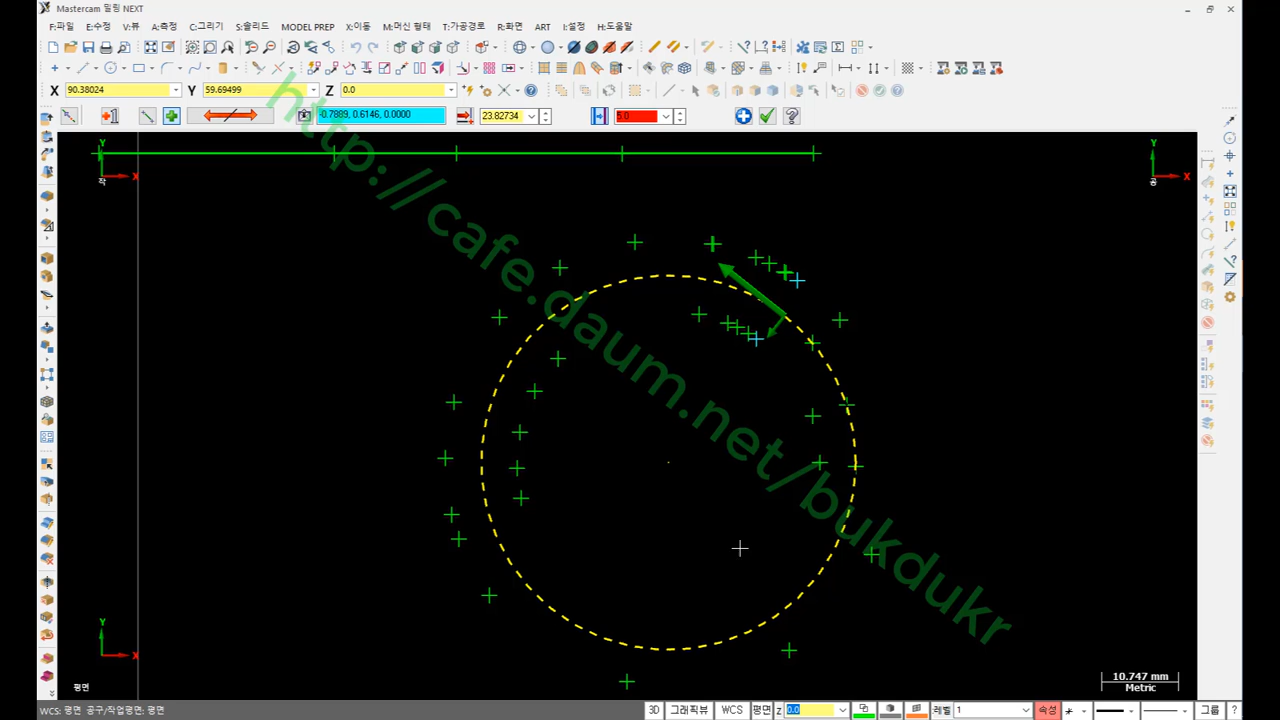 Mastercam 밀링 NEXT
F:파일 E:수정 V:뷰 A:측정 C:그리기 S:솔리드 MODEL PREP X:이동 M:머신 형태 T:가공경로 R:화면 ART I:설정 H:도움말
X 90.38024 Y 59.69499 Z 0.0
-0.7889, 0.6146, 0.0000 23.82734 5.0
Y X 작
Y X 공
http://cafe.daum.net/bukdukr
Y X
평면
10.747 mm
Metric
WCS: 평면 공구/작업평면: 평면 3D 그래픽뷰 WCS 평면 Z 0.0 레벨 1 속성 그룹 ?